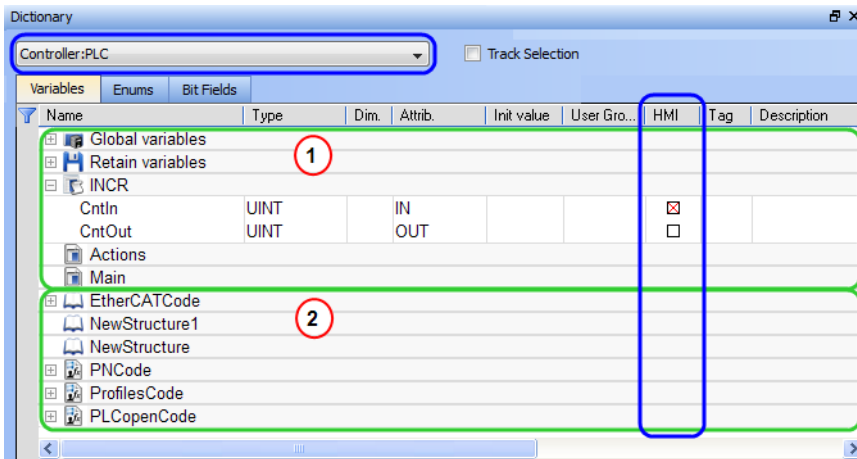 Dictionary
Controller:PLC Track Selection
Variables Enums Bit Fields
Name Type Dim. Attrib. Init value User Gro... HMI Tag Description
Global variables
1
Retain variables
INCR
CntIn UINT IN
CntOut UINT OUT
Actions
Main
EtherCATCode
2
NewStructure1
NewStructure
PNCode
ProfilesCode
PLCopenCode